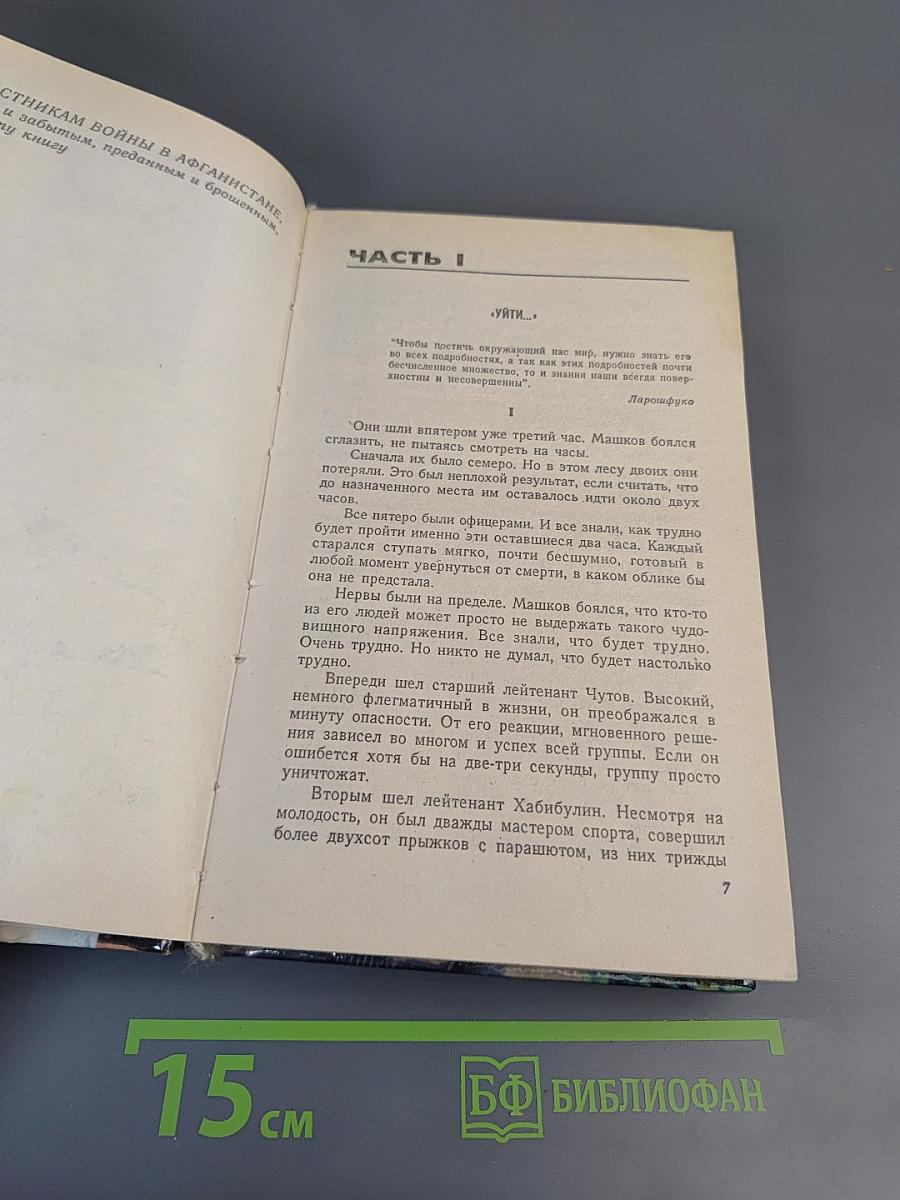 СТНИКАМ ВОЙНЫ В АФГАНИСТАНЕ,
и забытым, преданным и брошенным,
книгу
ЧАСТЬ I
«УЙТИ...»
"Чтобы постичь окружающий нас мир, нужно знать его
во всех подробностях, а так как этих подробностей почти
бесчисленное множество, то и знания наши всегда повер-
хностны и несовершенны".
Ларошфуко
I
Они шли впятером уже третий час. Машков боялся
сглазить, не пытаясь смотреть на часы.
Сначала их было семеро. Но в этом лесу двоих они
потеряли. Это был неплохой результат, если считать, что
до назначенного места им оставалось идти около двух
часов.
Все пятеро были офицерами. И все знали, как трудно
будет пройти именно эти оставшиеся два часа. Каждый
старался ступать мягко, почти бесшумно, готовый в
любой момент увернуться от смерти, в каком облике бы
она не предстала.
Нервы были на пределе. Машков боялся, что кто-то
из его людей может просто не выдержать такого чудо-
вищного напряжения. Все знали, что будет трудно.
Очень трудно. Но никто не думал, что будет настолько
трудно.
Впереди шел старший лейтенант Чутов. Высокий,
немного флегматичный в жизни, он преображался в
минуту опасности. От его реакции, мгновенного реше-
ния зависел во многом и успех всей группы. Если он
ошибется хотя бы на две-три секунды, группу просто
уничтожат.
Вторым шел лейтенант Хабибулин. Несмотря на
молодость, он был дважды мастером спорта, совершил
более двухсот прыжков с парашютом, из них трижды
7
15 см
БФ БИБЛИОФАН